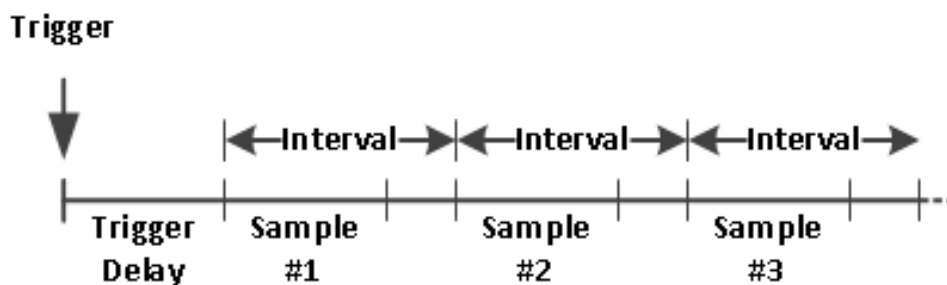 Trigger
Interval Interval Interval
Trigger Sample Sample Sample
Delay #1 #2 #3